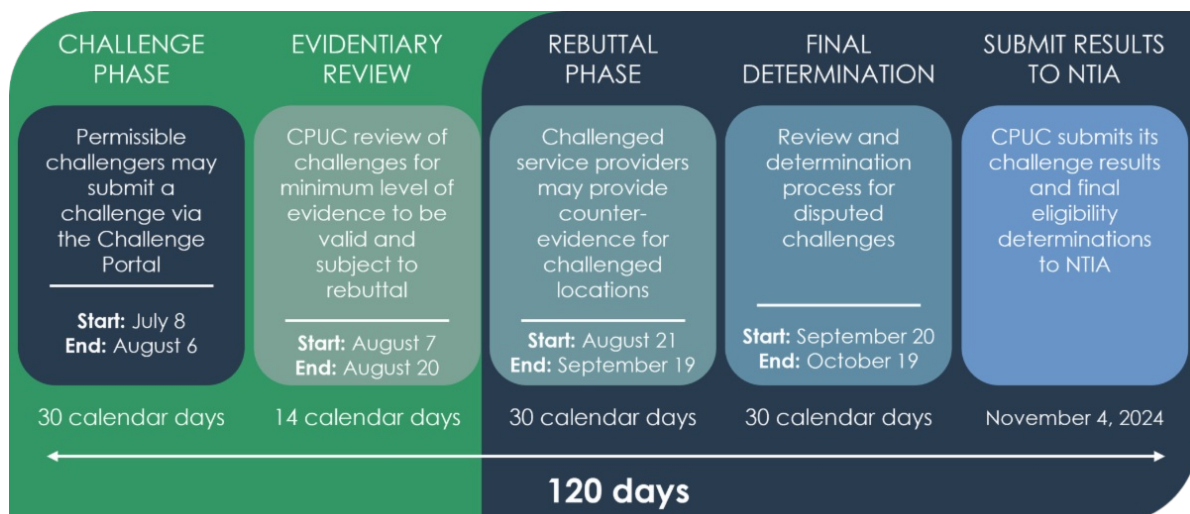 CHALLENGE
PHASE
Permissible
challengers may
submit a
challenge via
the Challenge
Portal
Start: July 8
End: August 6
30 calendar days
EVIDENTIARY
REVIEW
CPUC review of
challenges for
minimum level of
evidence to be
valid and
subject to
rebuttal
Start: August 7
End: August 20
14 calendar days
REBUTTAL
PHASE
Challenged
service providers
may provide
counter-
evidence for
challenged
locations
Start: August 21
End: September 19
30 calendar days
FINAL
DETERMINATION
Review and
determination
process for
disputed
challenges
Start: September 20
End: October 19
30 calendar days
SUBMIT RESULTS
TO NTIA
CPUC submits its
challenge results
and final
eligibility
determinations
to NTIA
November 4, 2024
120 days